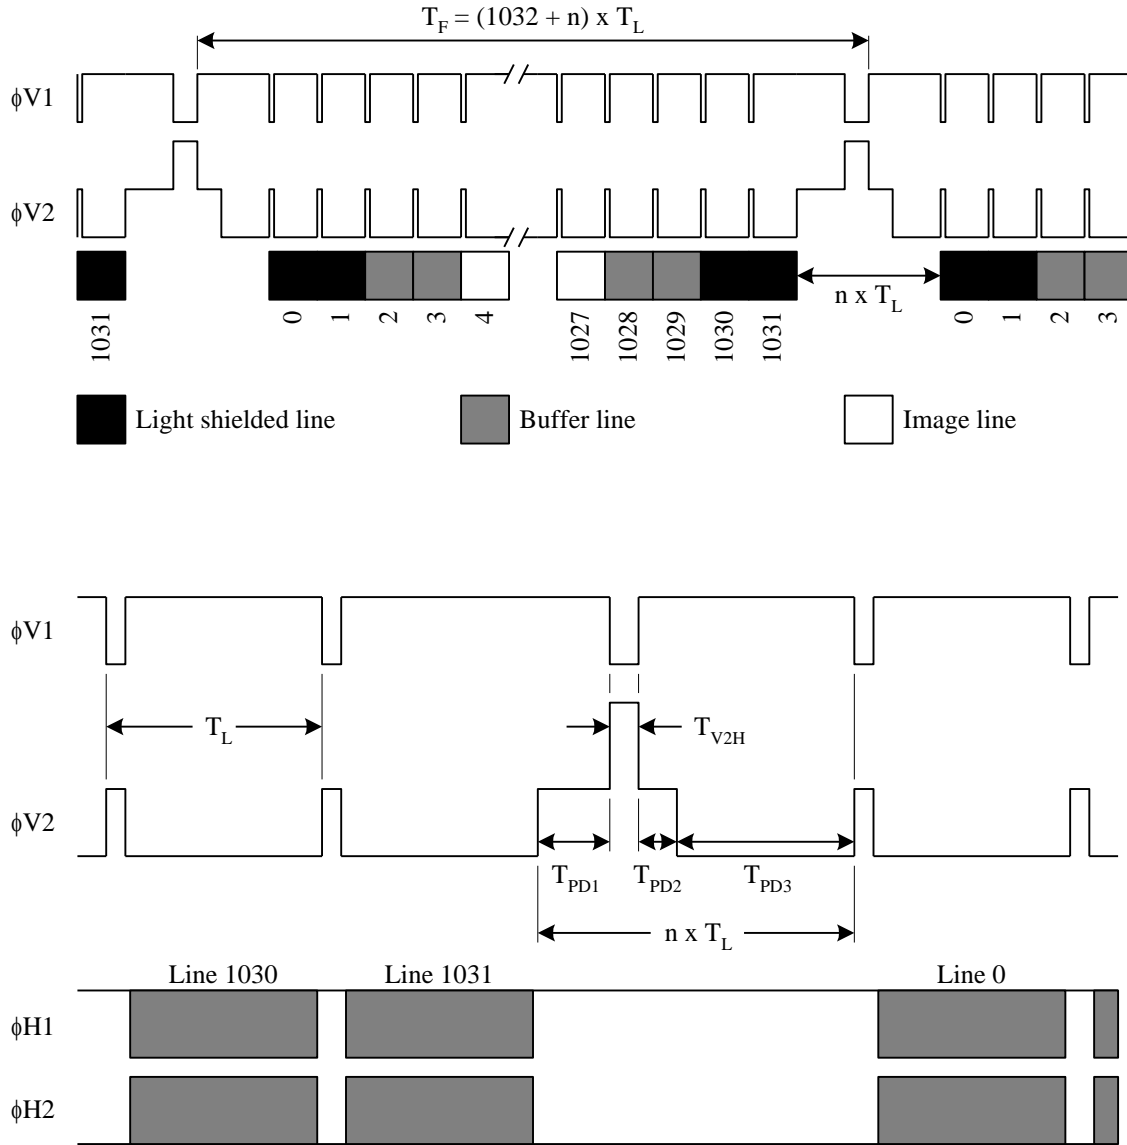 T_F = (1032 + n) x T_L
ϕV1
ϕV2
n x T_L
1031 0 1 2 3 4 1027 1028 1029 1030 1031 0 1 2 3
Light shielded line Buffer line Image line
ϕV1
T_L T_V2H
ϕV2
T_PD1 T_PD2 T_PD3
n x T_L
Line 1030 Line 1031 Line 0
ϕH1
ϕH2